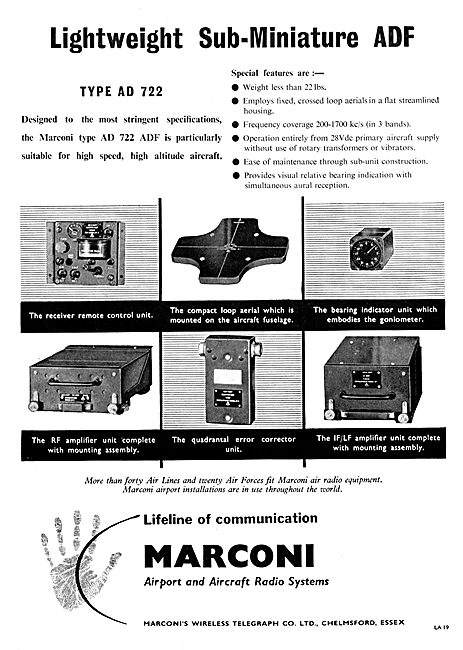 Lightweight Sub-Miniature ADF
TYPE AD 722
Designed to the most stringent specifications,
the Marconi type AD 722 ADF is particularly
suitable for high speed, high altitude aircraft.
Special features are :—
● Weight less than 22 lbs.
● Employs fixed, crossed loop aerials in a flat streamlined
housing.
● Frequency coverage 200-1700 kc/s (in 3 bands).
● Operation entirely from 28Vdc primary aircraft supply
without use of rotary transformers or vibrators.
● Ease of maintenance through sub-unit construction.
● Provides visual relative bearing indication with
simultaneous aural reception.
The receiver remote control unit.
The compact loop aerial which is
mounted on the aircraft fuselage.
The bearing indicator unit which
embodies the goniometer.
The RF amplifier unit complete
with mounting assembly.
The quadrantal error corrector
unit.
The IF/LF amplifier unit complete
with mounting assembly.
More than forty Air Lines and twenty Air Forces fit Marconi air radio equipment.
Marconi airport installations are in use throughout the world.
Lifeline of communication
MARCONI
Airport and Aircraft Radio Systems
MARCONI'S WIRELESS TELEGRAPH CO. LTD., CHELMSFORD, ESSEX
LA 19